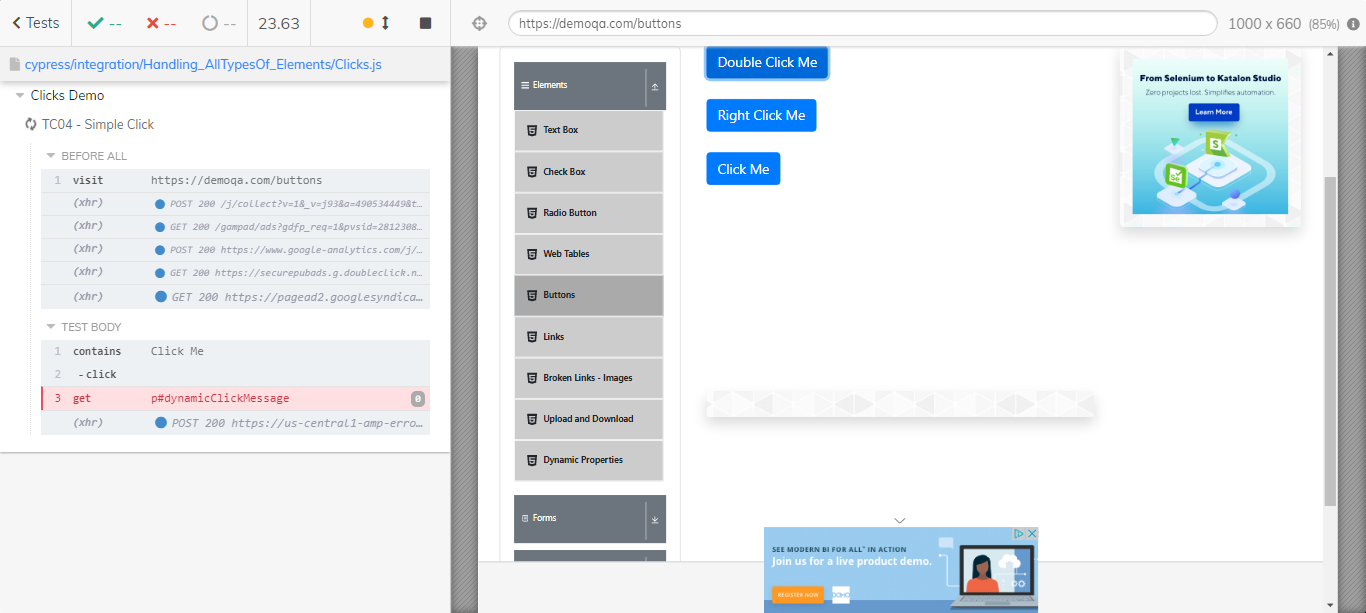 Tests
--
--
--
23.63
https://demoqa.com/buttons
1000 x 660 (85%)
cypress/integration/Handling_AllTypesOf_Elements/Clicks.js
Clicks Demo
TC04 - Simple Click
BEFORE ALL
1 visit https://demoqa.com/buttons
(xhr) POST 200 /j/collect?v=1&_v=j93&a=490534449&t…
(xhr) GET 200 /gampad/ads?gdfp_req=1&pvsid=2812308…
(xhr) POST 200 https://www.google-analytics.com/j/…
(xhr) GET 200 https://securepubads.g.doubleclick.n…
(xhr) GET 200 https://pagead2.googlesyndica…
TEST BODY
1 contains Click Me
2 -click
3 get p#dynamicClickMessage 0
(xhr) POST 200 https://us-central1-amp-erro…
Elements
Text Box
Check Box
Radio Button
Web Tables
Buttons
Links
Broken Links - Images
Upload and Download
Dynamic Properties
Forms
Double Click Me
Right Click Me
Click Me
From Selenium to Katalon Studio
Zero projects lost. Simplifies automation.
Learn More
S
Se
SEE MODERN BI FOR ALL™ IN ACTION
Join us for a live product demo.
REGISTER NOW
DOMO